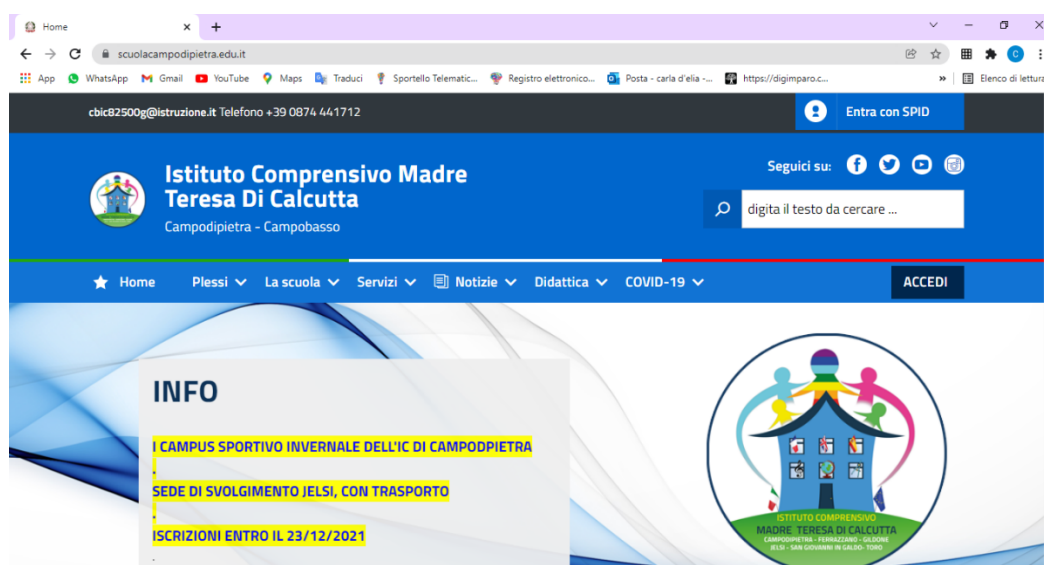 Home
scuolacampodipietra.edu.it
App WhatsApp Gmail YouTube Maps Traduci Sportello Telematic... Registro elettronico... Posta - carla d'elia -... https://digimparo.c... » Elenco di lettura
cbic82500g@istruzione.it Telefono +39 0874 441712
Entra con SPID
Istituto Comprensivo Madre
Teresa Di Calcutta
Campodipietra - Campobasso
Seguici su:
digita il testo da cercare ...
Home Plessi La scuola Servizi Notizie Didattica COVID-19 ACCEDI
INFO
I CAMPUS SPORTIVO INVERNALE DELL'IC DI CAMPODPIETRA
.
SEDE DI SVOLGIMENTO JELSI, CON TRASPORTO
.
ISCRIZIONI ENTRO IL 23/12/2021
.
ISTITUTO COMPRENSIVO
MADRE TERESA DI CALCUTTA
CAMPODIPIETRA - FERRAZZANO - GILDONE
JELSI - SAN GIOVANNI IN GALDO- TORO